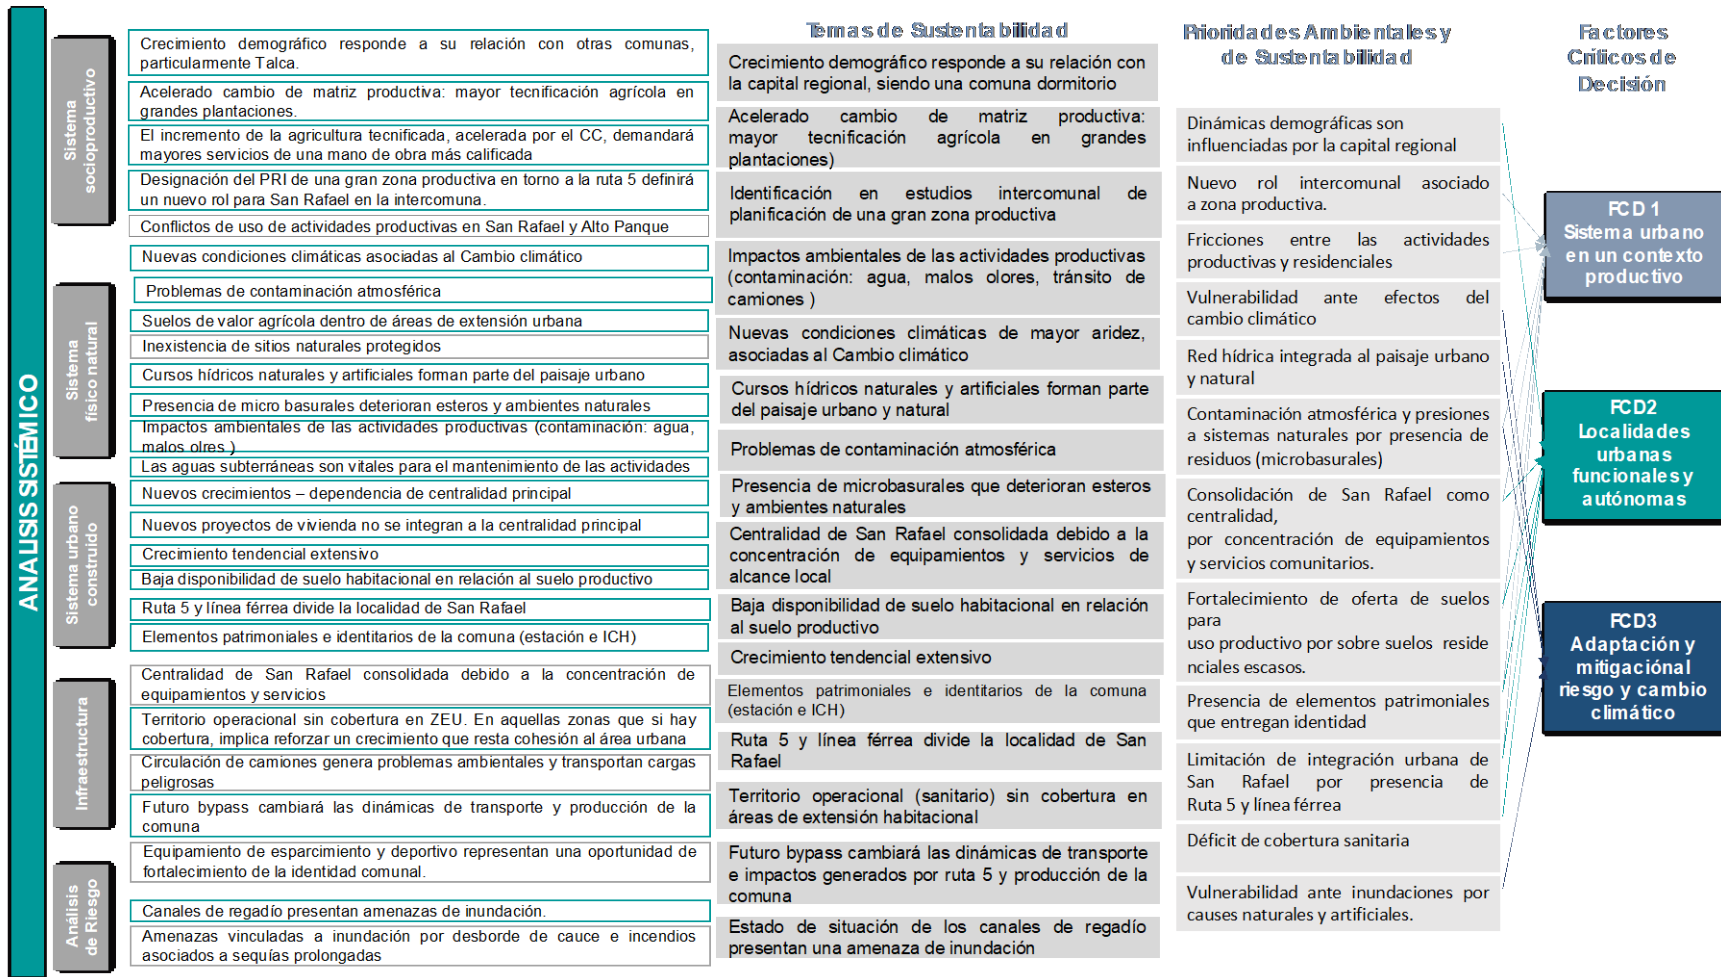 ANALISIS SISTÉMICO
Sistema
socioproductivo
Crecimiento demográfico responde a su relación con otras comunas,
particularmente Talca.
Acelerado cambio de matriz productiva: mayor tecnificación agrícola en
grandes plantaciones.
El incremento de la agricultura tecnificada, acelerada por el CC, demandará
mayores servicios de una mano de obra más calificada
Designación del PRI de una gran zona productiva en torno a la ruta 5 definirá
un nuevo rol para San Rafael en la intercomuna.
Conflictos de uso de actividades productivas en San Rafael y Alto Panque
Sistema
físico natural
Nuevas condiciones climáticas asociadas al Cambio climático
Problemas de contaminación atmosférica
Suelos de valor agrícola dentro de áreas de extensión urbana
Inexistencia de sitios naturales protegidos
Cursos hídricos naturales y artificiales forman parte del paisaje urbano
Presencia de micro basurales deterioran esteros y ambientes naturales
Impactos ambientales de las actividades productivas (contaminación: agua,
malos olres )
Las aguas subterráneas son vitales para el mantenimiento de las actividades
Sistema urbano
construido
Nuevos crecimientos – dependencia de centralidad principal
Nuevos proyectos de vivienda no se integran a la centralidad principal
Crecimiento tendencial extensivo
Baja disponibilidad de suelo habitacional en relación al suelo productivo
Ruta 5 y línea férrea divide la localidad de San Rafael
Elementos patrimoniales e identitarios de la comuna (estación e ICH)
Infraestructura
Centralidad de San Rafael consolidada debido a la concentración de
equipamientos y servicios
Territorio operacional sin cobertura en ZEU. En aquellas zonas que si hay
cobertura, implica reforzar un crecimiento que resta cohesión al área urbana
Circulación de camiones genera problemas ambientales y transportan cargas
peligrosas
Futuro bypass cambiará las dinámicas de transporte y producción de la
comuna
Equipamiento de esparcimiento y deportivo representan una oportunidad de
fortalecimiento de la identidad comunal.
Análisis
de Riesgo
Canales de regadío presentan amenazas de inundación.
Amenazas vinculadas a inundación por desborde de cauce e incendios
asociados a sequías prolongadas
Temas de Sustentabilidad
Crecimiento demográfico responde a su relación con
la capital regional, siendo una comuna dormitorio
Acelerado cambio de matriz productiva:
mayor tecnificación agrícola en grandes
plantaciones)
Identificación en estudios intercomunal de
planificación de una gran zona productiva
Impactos ambientales de las actividades productivas
(contaminación: agua, malos olores, tránsito de
camiones )
Nuevas condiciones climáticas de mayor aridez,
asociadas al Cambio climático
Cursos hídricos naturales y artificiales forman parte
del paisaje urbano y natural
Problemas de contaminación atmosférica
Presencia de microbasurales que deterioran esteros
y ambientes naturales
Centralidad de San Rafael consolidada debido a la
concentración de equipamientos y servicios de
alcance local
Baja disponibilidad de suelo habitacional en relación
al suelo productivo
Crecimiento tendencial extensivo
Elementos patrimoniales e identitarios de la comuna
(estación e ICH)
Ruta 5 y línea férrea divide la localidad de San
Rafael
Territorio operacional (sanitario) sin cobertura en
áreas de extensión habitacional
Futuro bypass cambiará las dinámicas de transporte
e impactos generados por ruta 5 y producción de la
comuna
Estado de situación de los canales de regadío
presentan una amenaza de inundación
Prioridades Ambientales y
de Sustentabilidad
Dinámicas demográficas son
influenciadas por la capital regional
Nuevo rol intercomunal asociado
a zona productiva.
Fricciones entre las actividades
productivas y residenciales
Vulnerabilidad ante efectos del
cambio climático
Red hídrica integrada al paisaje urbano
y natural
Contaminación atmosférica y presiones
a sistemas naturales por presencia de
residuos (microbasurales)
Consolidación de San Rafael como
centralidad,
por concentración de equipamientos
y servicios comunitarios.
Fortalecimiento de oferta de suelos
para
uso productivo por sobre suelos reside
nciales escasos.
Presencia de elementos patrimoniales
que entregan identidad
Limitación de integración urbana de
San Rafael por presencia de
Ruta 5 y línea férrea
Déficit de cobertura sanitaria
Vulnerabilidad ante inundaciones por
causes naturales y artificiales.
Factores
Críticos de
Decisión
FCD 1
Sistema urbano
en un contexto
productivo
FCD2
Localidades
urbanas
funcionales y
autónomas
FCD3
Adaptación y
mitigaciónal
riesgo y cambio
climático